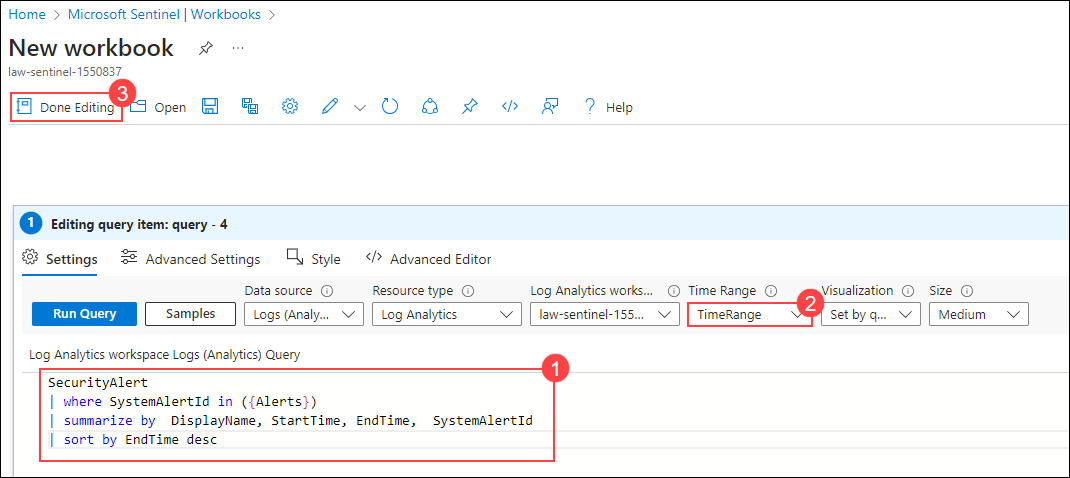 Home > Microsoft Sentinel | Workbooks >
New workbook ...
law-sentinel-1550837
Done Editing 3 Open Help
1 Editing query item: query - 4
Settings Advanced Settings Style Advanced Editor
Data source Resource type Log Analytics works... Time Range Visualization Size
Run Query Samples Logs (Analy... Log Analytics law-sentinel-155... TimeRange 2 Set by q... Medium
Log Analytics workspace Logs (Analytics) Query
1
SecurityAlert
| where SystemAlertId in ({Alerts})
| summarize by  DisplayName, StartTime, EndTime,  SystemAlertId
| sort by EndTime desc